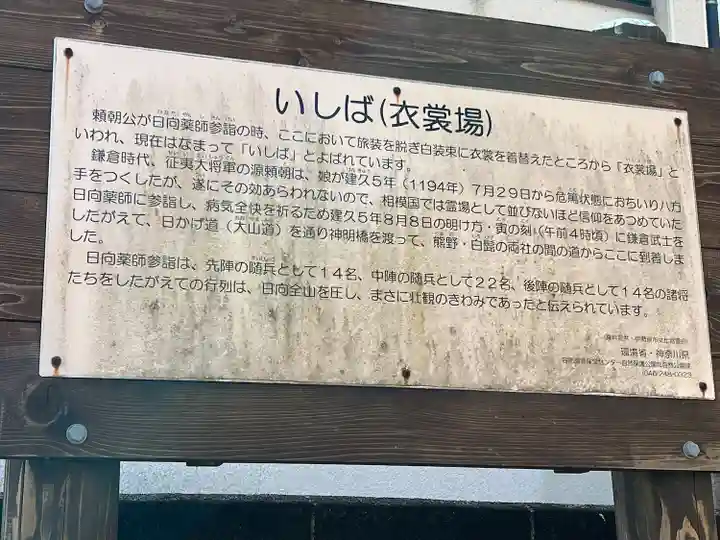 いしば(衣裳場)
頼朝公が日向薬師参詣の時、ここにおいて旅装を脱ぎ白装束に衣裳を着替えたところから「衣裳場」と
いわれ、現在はなまって「いしば」とよばれています。
鎌倉時代、征夷大将軍の源頼朝は、娘が建久5年(1194年)7月29日から危篤状態におちいり八方
手をつくしたが、遂にその効あらわれないので、相模国では霊場として並びないほど信仰をあつめていた
日向薬師に参詣し、病気全快を祈るため建久5年8月8日の明け方・寅の刻(午前4時頃)に鎌倉武士を
したがえて、日かげ道(大山道)を通り神明橋を渡って、熊野・白髭の両社の間の道からここに到着しま
した。
日向薬師参詣は、先陣の随兵として14名、中陣の随兵として22名、後陣の随兵として14名の諸将
たちをしたがえての行列は、日向全山を圧し、まさに壮観のきわみであったと伝えられています。
環境省・神奈川県